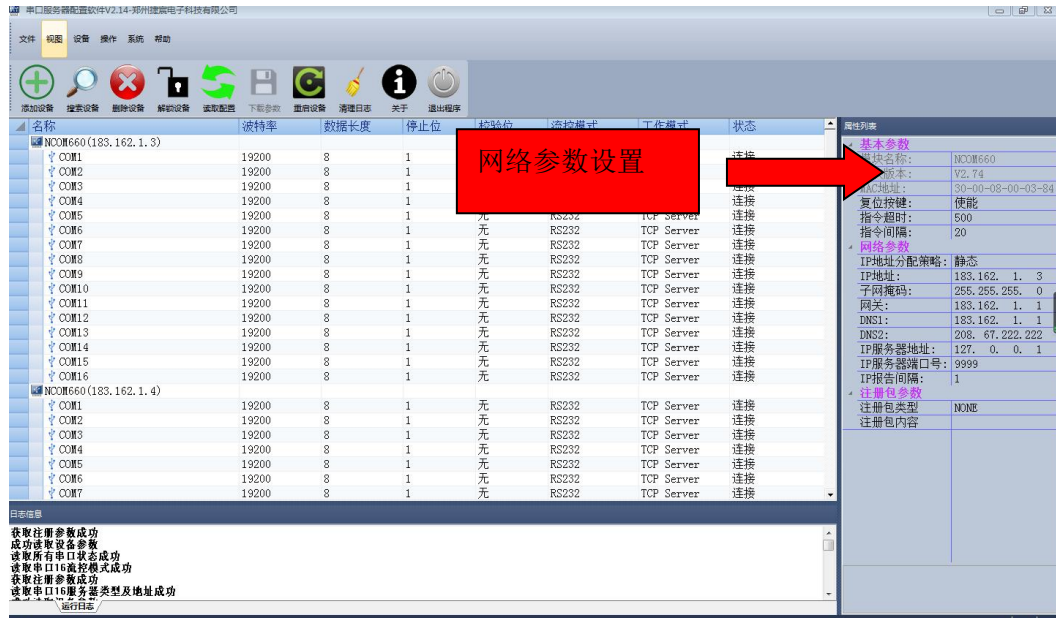 串口服务器配置软件V2.14-郑州捷宸电子科技有限公司
文件 视图 设备 操作 系统 帮助
添加设备 搜索设备 删除设备 解锁设备 读取配置 下载参数 重启设备 清理日志 关于 退出程序
名称 波特率 数据长度 停止位 校验位 流控模式 工作模式 状态
NCOM660(183.162.1.3)
COM1 19200 8 1 连接
COM2 19200 8 1 连接
COM3 19200 8 1 连接
COM4 19200 8 1 连接
COM5 19200 8 1 无 RS232 TCP Server 连接
COM6 19200 8 1 无 RS232 TCP Server 连接
COM7 19200 8 1 无 RS232 TCP Server 连接
COM8 19200 8 1 无 RS232 TCP Server 连接
COM9 19200 8 1 无 RS232 TCP Server 连接
COM10 19200 8 1 无 RS232 TCP Server 连接
COM11 19200 8 1 无 RS232 TCP Server 连接
COM12 19200 8 1 无 RS232 TCP Server 连接
COM13 19200 8 1 无 RS232 TCP Server 连接
COM14 19200 8 1 无 RS232 TCP Server 连接
COM15 19200 8 1 无 RS232 TCP Server 连接
COM16 19200 8 1 无 RS232 TCP Server 连接
NCOM660(183.162.1.4)
COM1 19200 8 1 无 RS232 TCP Server 连接
COM2 19200 8 1 无 RS232 TCP Server 连接
COM3 19200 8 1 无 RS232 TCP Server 连接
COM4 19200 8 1 无 RS232 TCP Server 连接
COM5 19200 8 1 无 RS232 TCP Server 连接
COM6 19200 8 1 无 RS232 TCP Server 连接
COM7 19200 8 1 无 RS232 TCP Server 连接
网络参数设置
属性列表
基本参数
模块名称: NCOM660
版本: V2.74
MAC地址: 30-00-08-00-03-84
复位按键: 使能
指令超时: 500
指令间隔: 20
网络参数
IP地址分配策略: 静态
IP地址: 183.162. 1. 3
子网掩码: 255.255.255. 0
网关: 183.162. 1. 1
DNS1: 183.162. 1. 1
DNS2: 208. 67.222.222
IP服务器地址: 127. 0. 0. 1
IP服务器端口号: 9999
IP报告间隔: 1
注册包参数
注册包类型 NONE
注册包内容
日志信息
获取注册参数成功
成功读取设备参数
读取所有串口状态成功
读取串口16流控模式成功
获取注册参数成功
读取串口16服务器类型及地址成功
运行日志